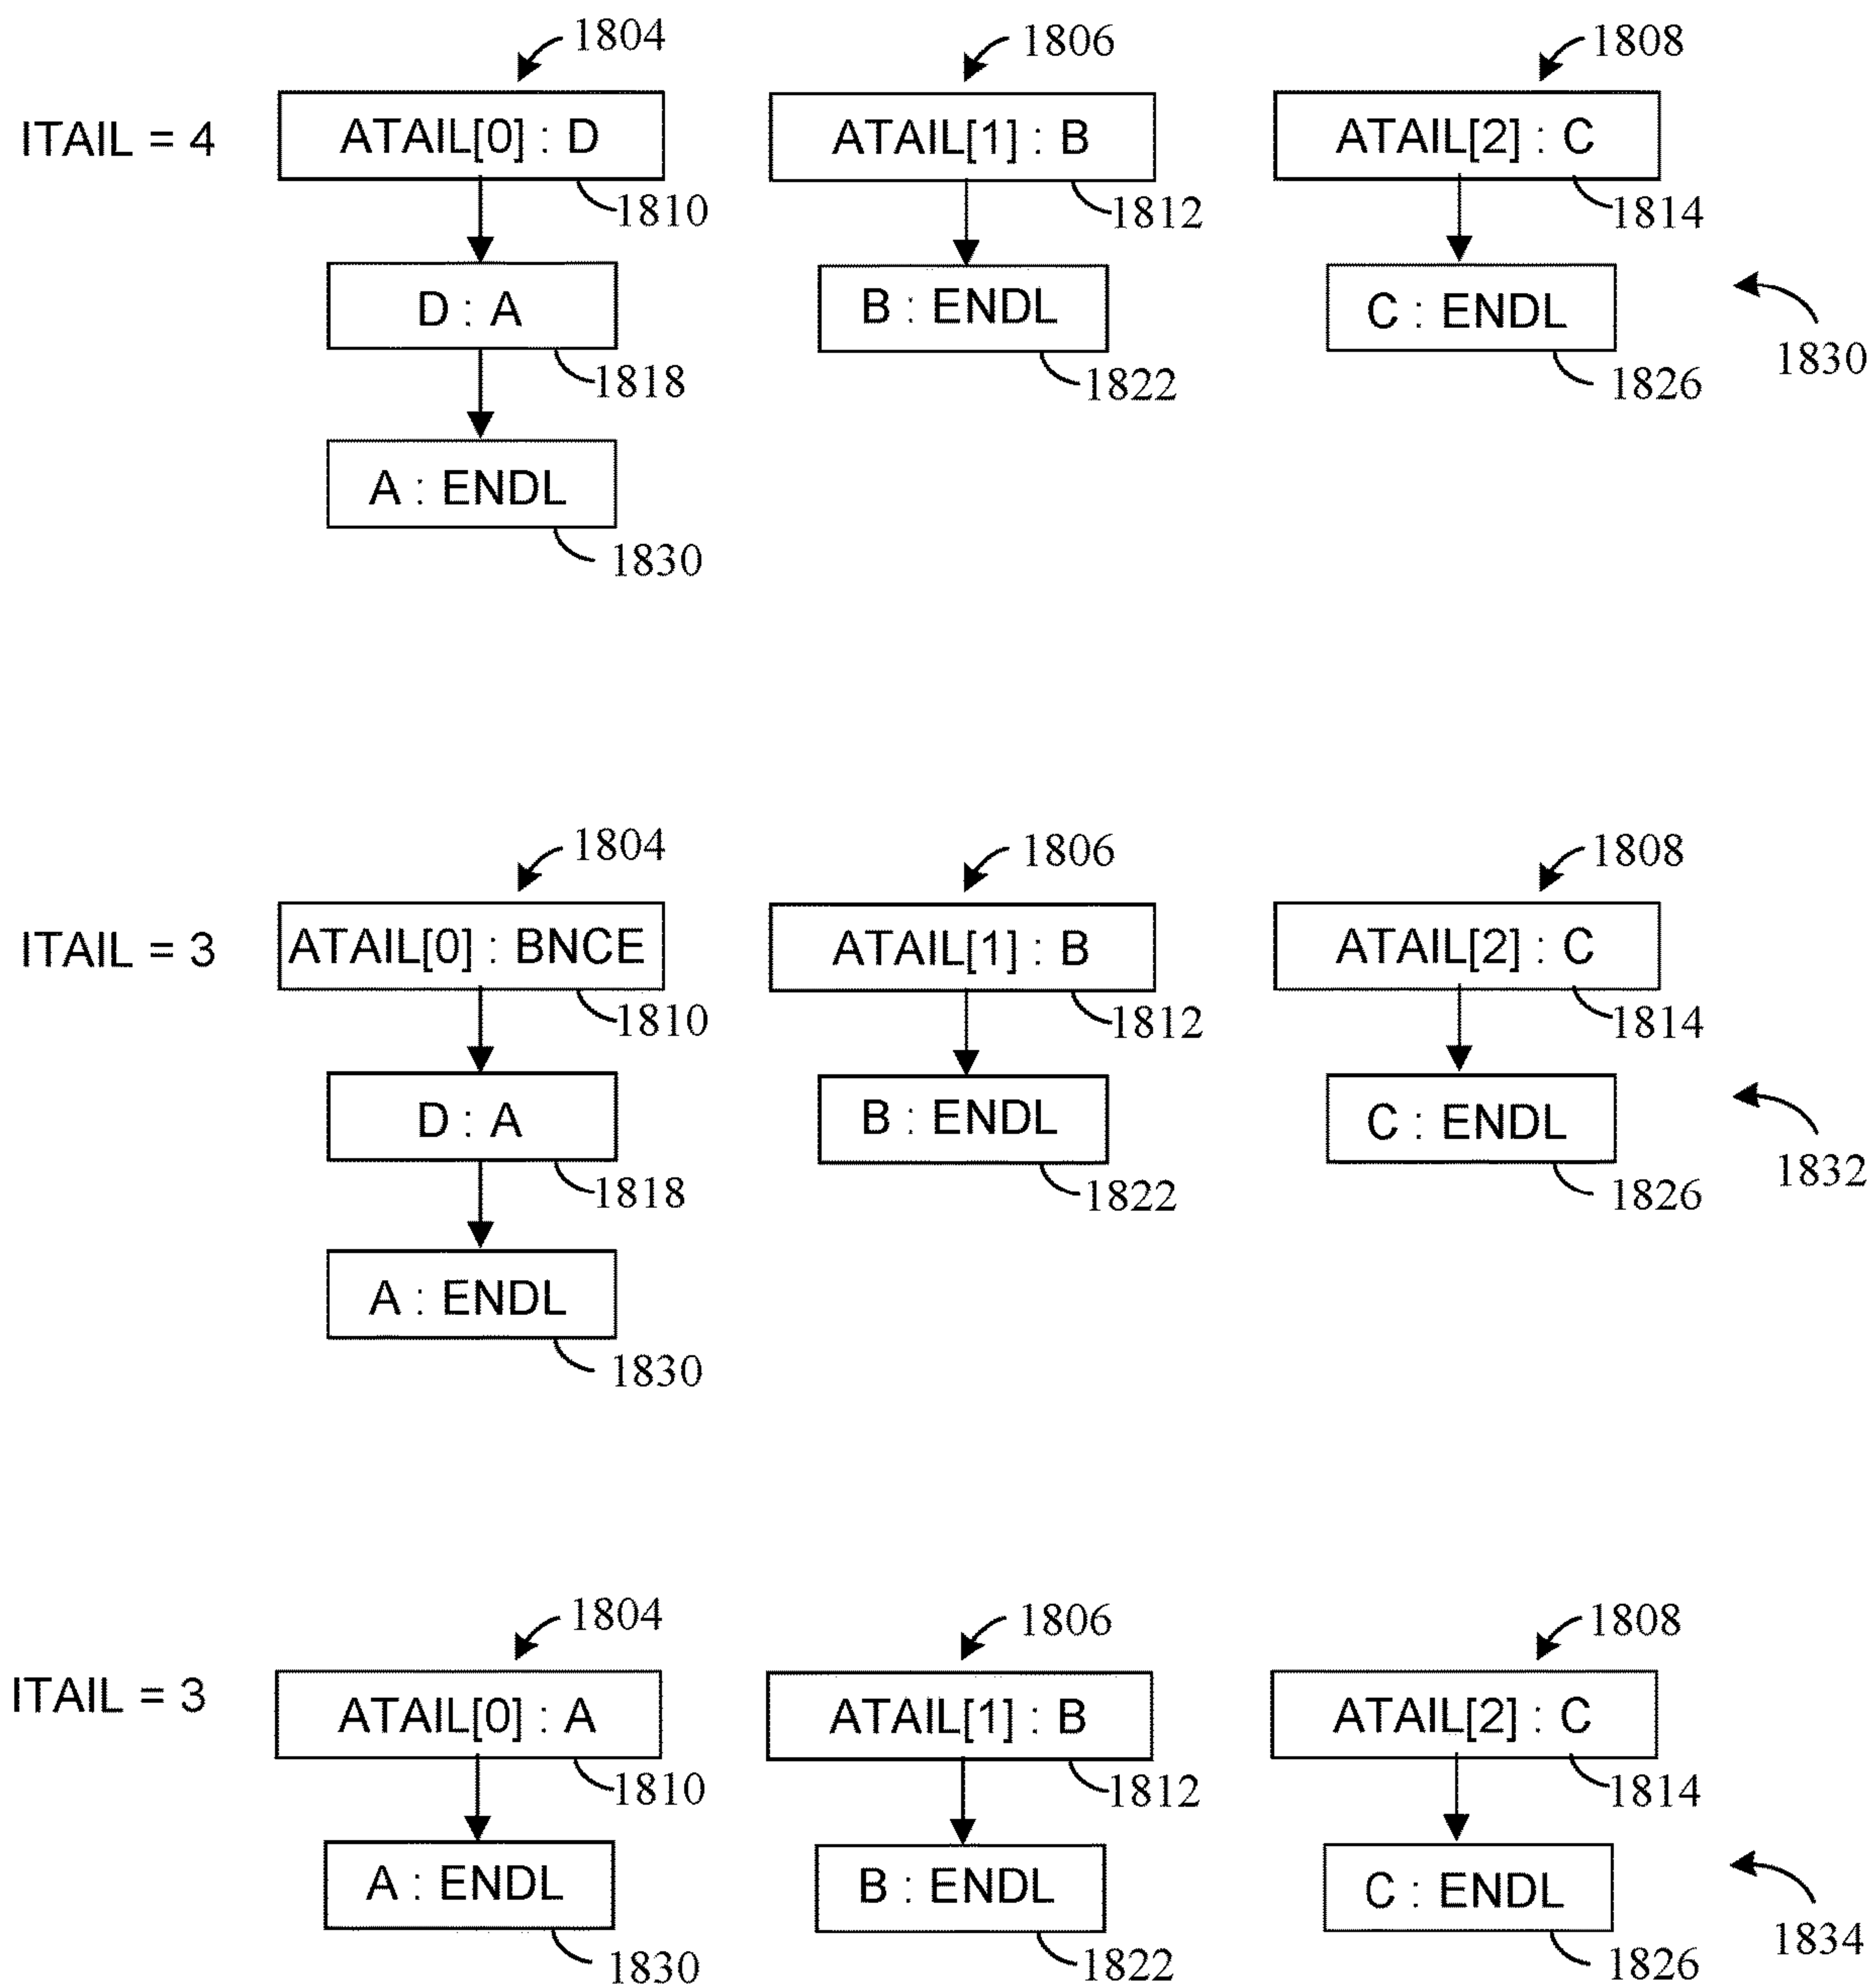 1804 1806 1808
ITAIL = 4 ATAIL[0] : D ATAIL[1] : B ATAIL[2] : C
1810 1812 1814
D : A B : ENDL C : ENDL
1818 1822 1826 1830
A : ENDL
1830
1804 1806 1808
ITAIL = 3 ATAIL[0] : BNCE ATAIL[1] : B ATAIL[2] : C
1810 1812 1814
D : A B : ENDL C : ENDL
1818 1822 1826 1832
A : ENDL
1830
1804 1806 1808
ITAIL = 3 ATAIL[0] : A ATAIL[1] : B ATAIL[2] : C
1810 1812 1814
A : ENDL B : ENDL C : ENDL
1830 1822 1826 1834